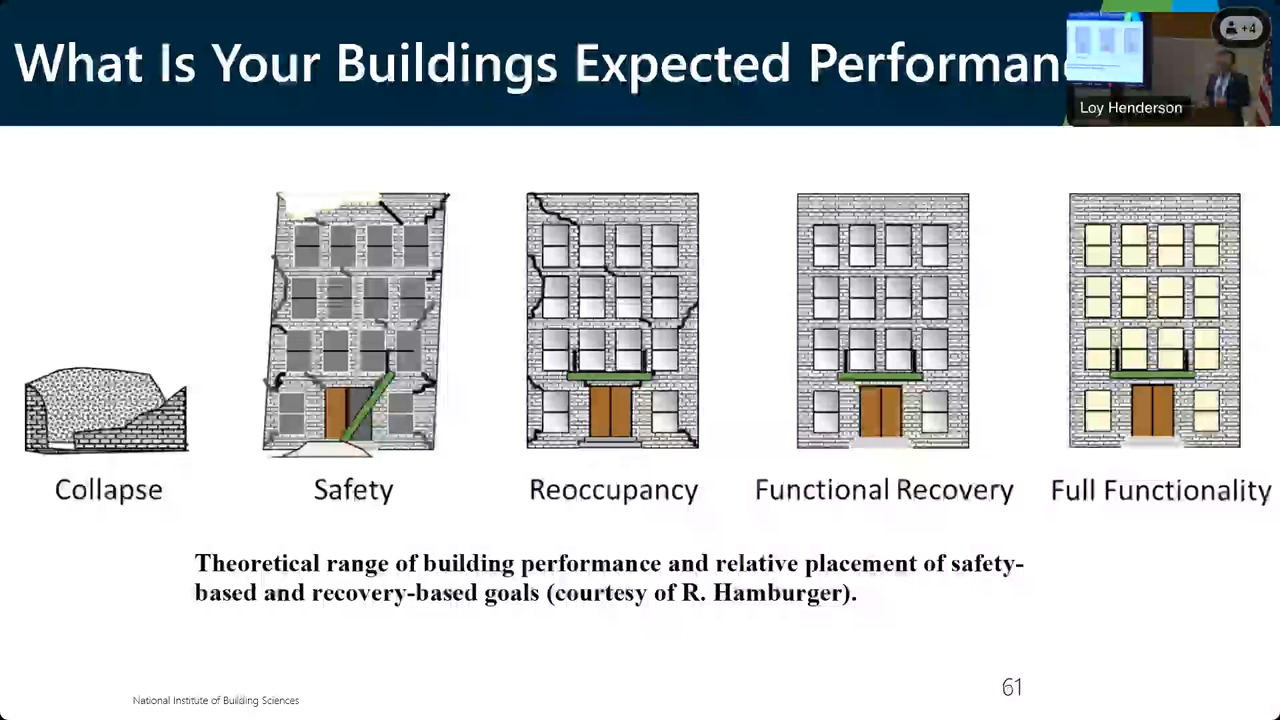 What Is Your Buildings Expected Performan
+4
Loy Henderson
Collapse
Safety
Reoccupancy
Functional Recovery
Full Functionality
Theoretical range of building performance and relative placement of safety-
based and recovery-based goals (courtesy of R. Hamburger).
National Institute of Building Sciences
61